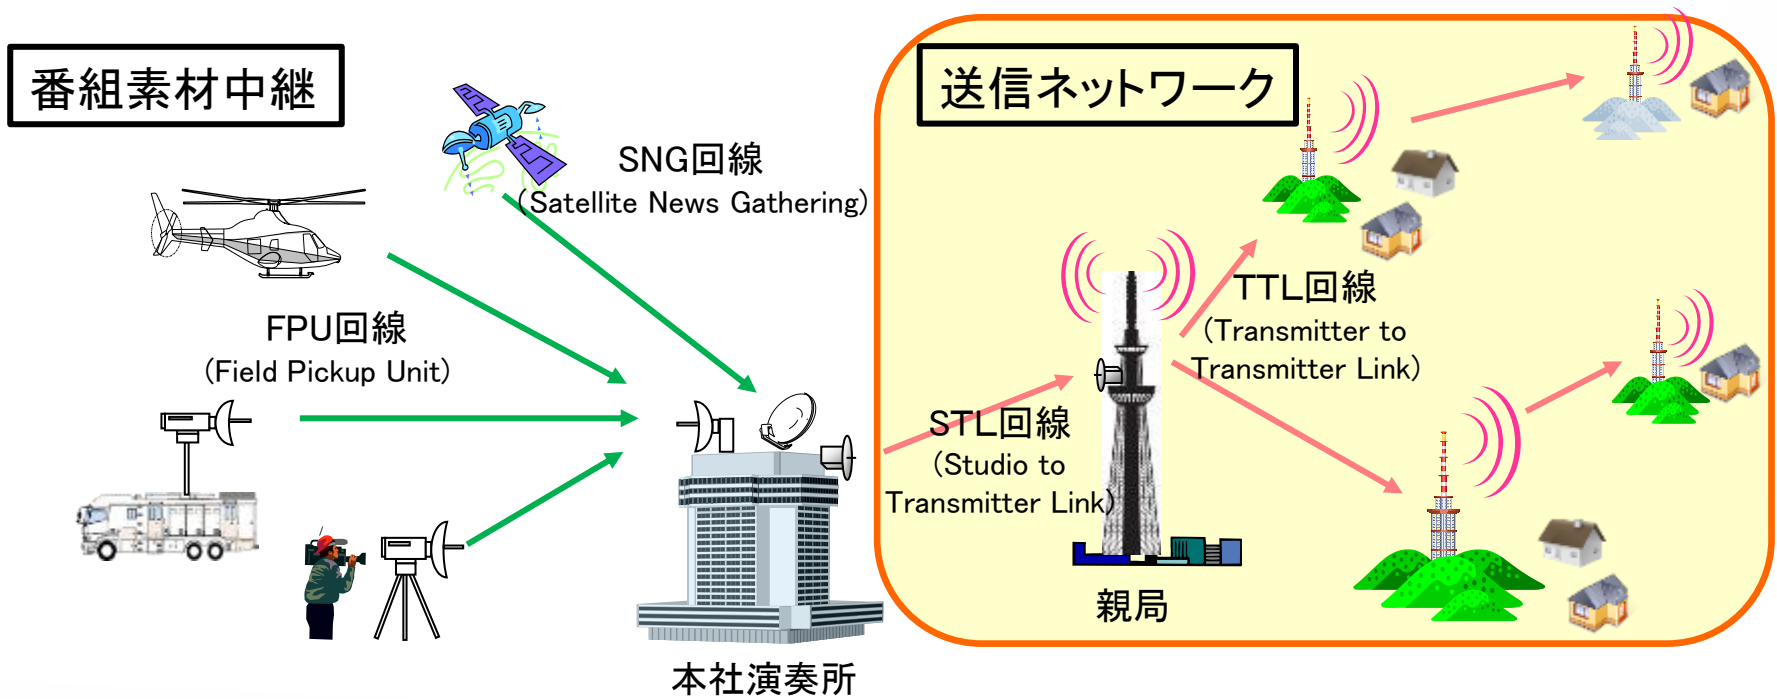 番組素材中継
SNG回線
(Satellite News Gathering)
FPU回線
(Field Pickup Unit)
本社演奏所
送信ネットワーク
STL回線
(Studio to
Transmitter Link)
親局
TTL回線
(Transmitter to
Transmitter Link)